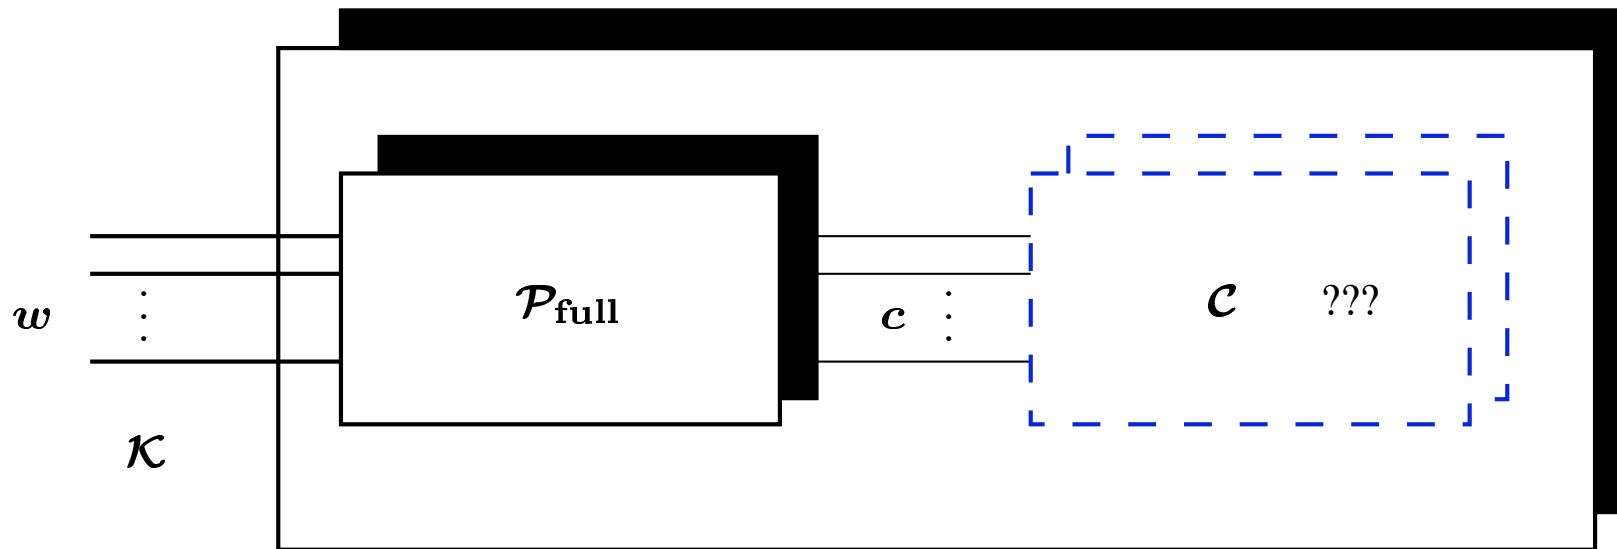 w ⋮ 𝒫full c ⋮ 𝒞 ???
𝒦